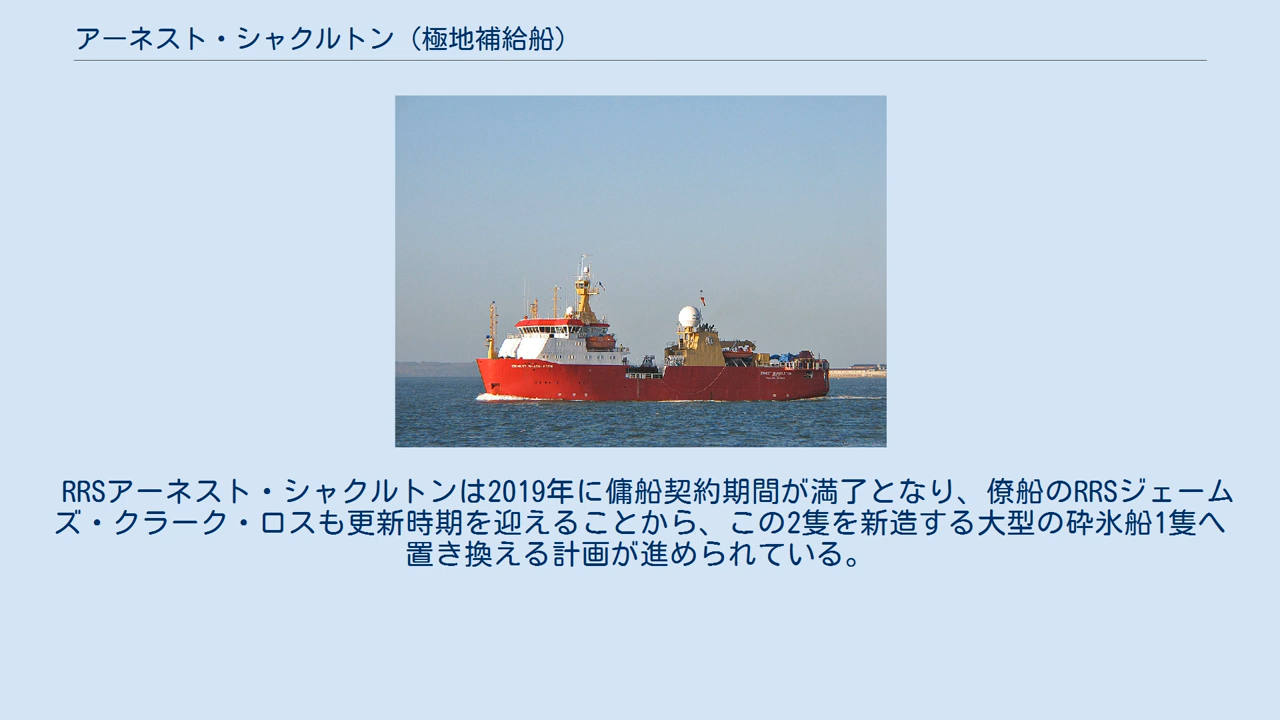 アーネスト・シャクルトン（極地補給船）
RRSアーネスト・シャクルトンは2019年に傭船契約期間が満了となり、僚船のRRSジェーム
ズ・クラーク・ロスも更新時期を迎えることから、この2隻を新造する大型の砕氷船1隻へ
置き換える計画が進められている。